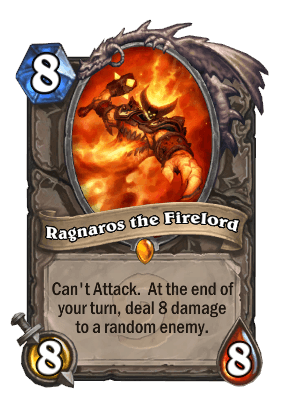 8
Ragnaros the Firelord
Can't Attack. At the end of
your turn, deal 8 damage
to a random enemy.
8
8